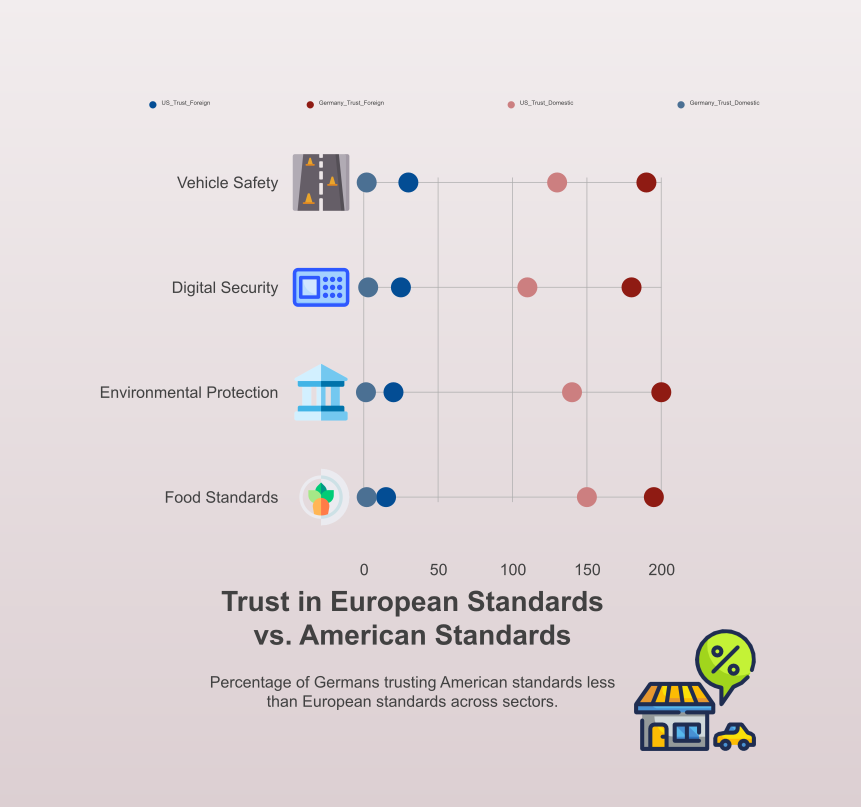 US_Trust_Foreign
Germany_Trust_Foreign
US_Trust_Domestic
Germany_Trust_Domestic
Vehicle Safety
Digital Security
Environmental Protection
Food Standards
0 50 100 150 200
Trust in European Standards
vs. American Standards
Percentage of Germans trusting American standards less
than European standards across sectors.
%